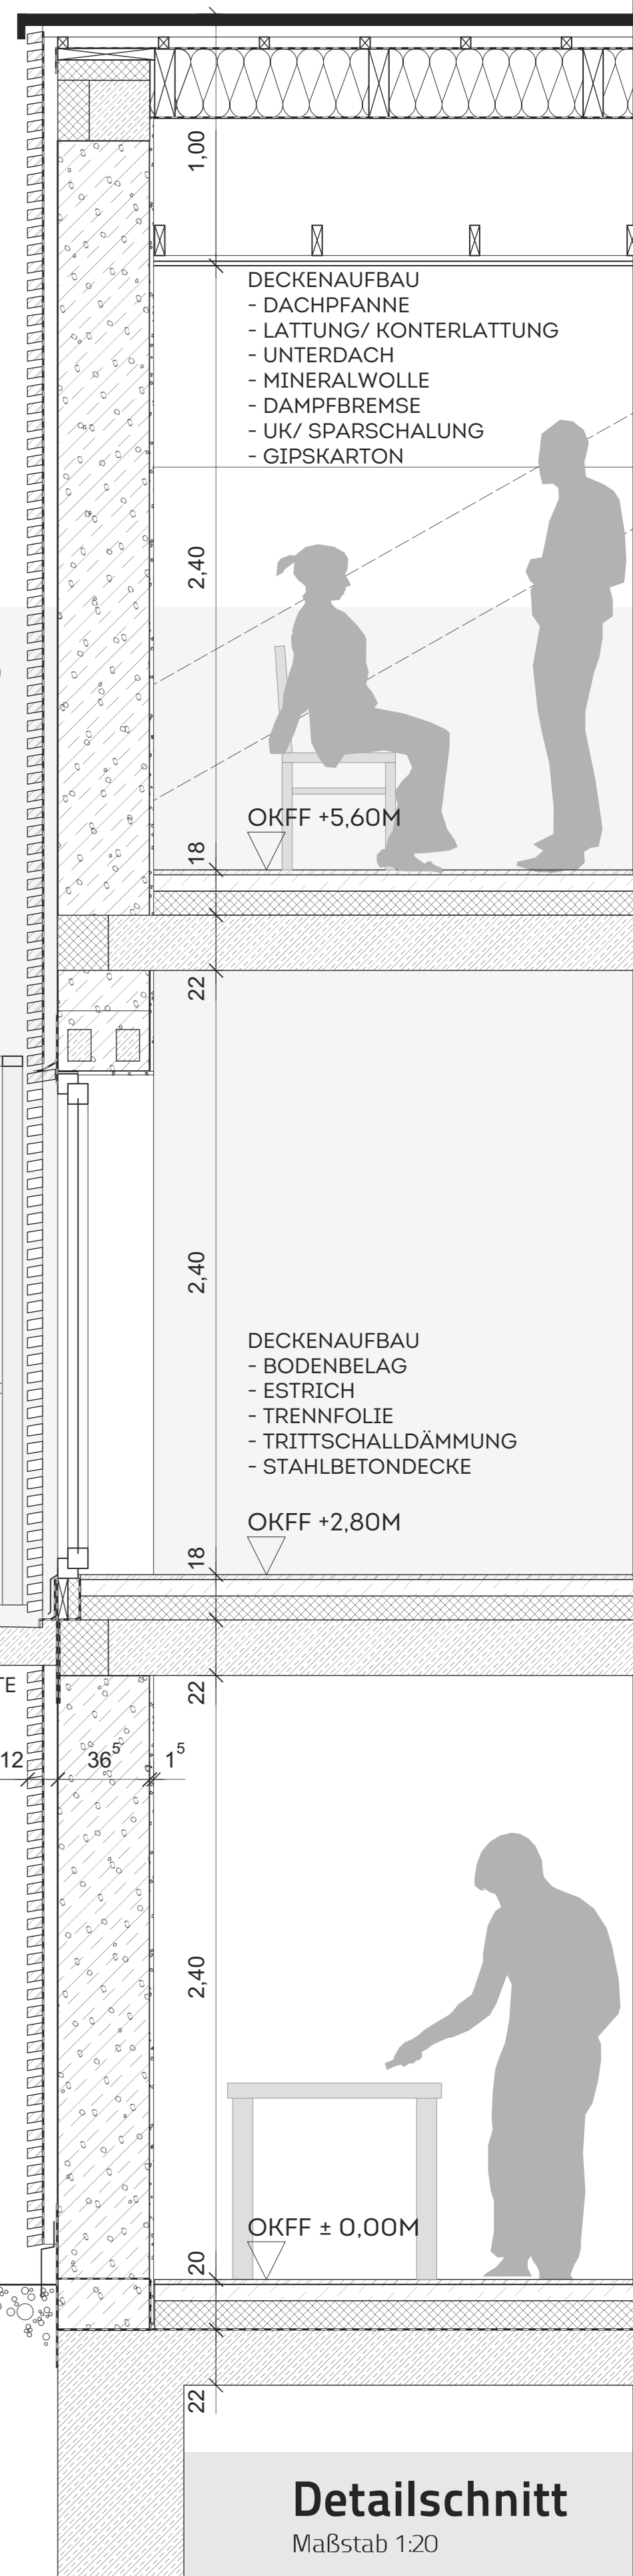 1,00
DECKENAUFBAU
- DACHPFANNE
- LATTUNG/ KONTERLATTUNG
- UNTERDACH
- MINERALWOLLE
- DAMPFBREMSE
- UK/ SPARSCHALUNG
- GIPSKARTON
2,40
OKFF +5,60M
18
22
2,40
DECKENAUFBAU
- BODENBELAG
- ESTRICH
- TRENNFOLIE
- TRITTSCHALLDÄMMUNG
- STAHLBETONDECKE
OKFF +2,80M
18
TE
22
12 36⁵ 1⁵
2,40
OKFF ± 0,00M
20
22
Detailschnitt
Maßstab 1:20